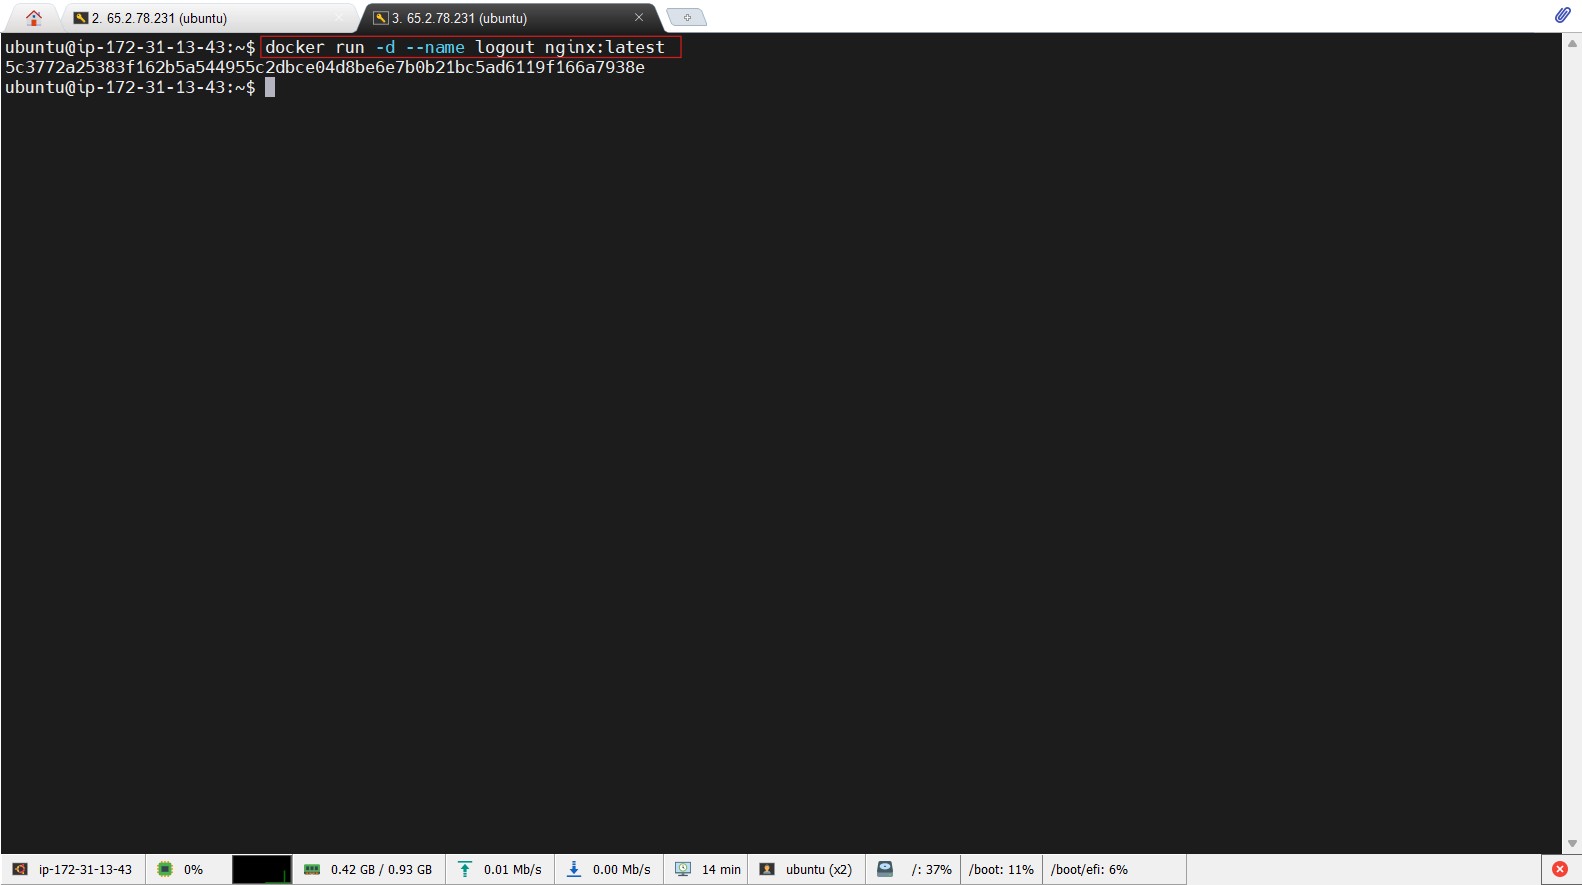 2. 65.2.78.231 (ubuntu)
3. 65.2.78.231 (ubuntu)
ubuntu@ip-172-31-13-43:~$ docker run -d --name logout nginx:latest
5c3772a25383f162b5a544955c2dbce04d8be6e7b0b21bc5ad6119f166a7938e
ubuntu@ip-172-31-13-43:~$
ip-172-31-13-43 0% 0.42 GB / 0.93 GB 0.01 Mb/s 0.00 Mb/s 14 min ubuntu (x2) /: 37% /boot: 11% /boot/efi: 6%